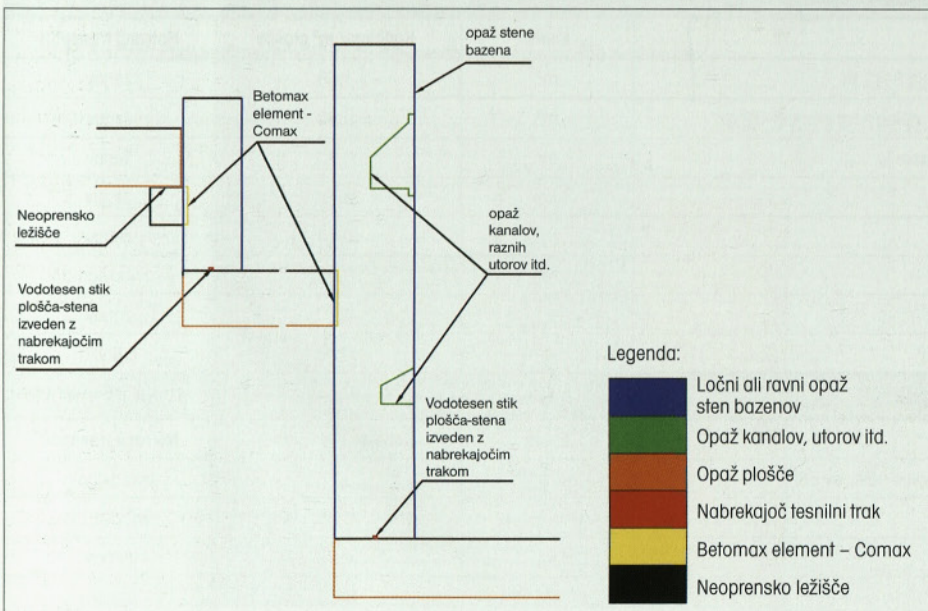 opaž stene
bazena
Betomax
element -
Comax
Neoprensko
ležišče
opaž
kanalov,
raznih
utorov itd.
Vodotesen stik
plošča-stena
izveden z
nabrekajočim
trakom
Vodotesen stik
plošča-stena
izveden z
nabrekajočim
trakom
Legenda:
Ločni ali ravni opaž
sten bazenov
Opaž kanalov, utorov itd.
Opaž plošče
Nabrekajoč tesnilni trak
Betomax element – Comax
Neoprensko ležišče